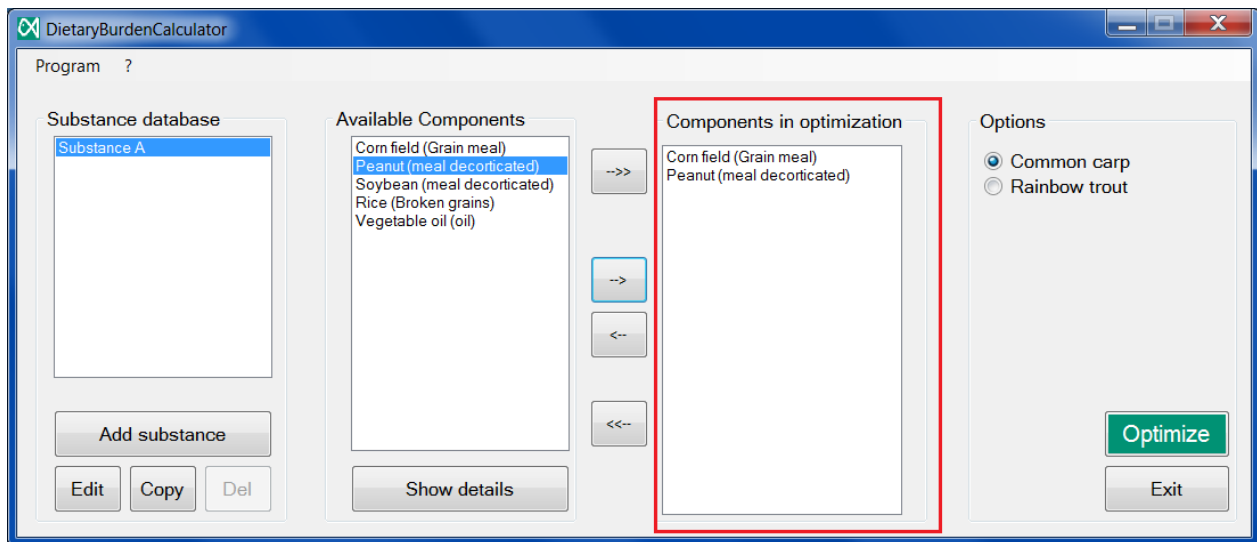 DietaryBurdenCalculator
Program ?
Substance database
Substance A
Add substance
Edit
Copy
Del
Available Components
Corn field (Grain meal)
Peanut (meal decorticated)
Soybean (meal decorticated)
Rice (Broken grains)
Vegetable oil (oil)
Show details
-->>
-->
<--
<<--
Components in optimization
Corn field (Grain meal)
Peanut (meal decorticated)
Options
Common carp
Rainbow trout
Optimize
Exit